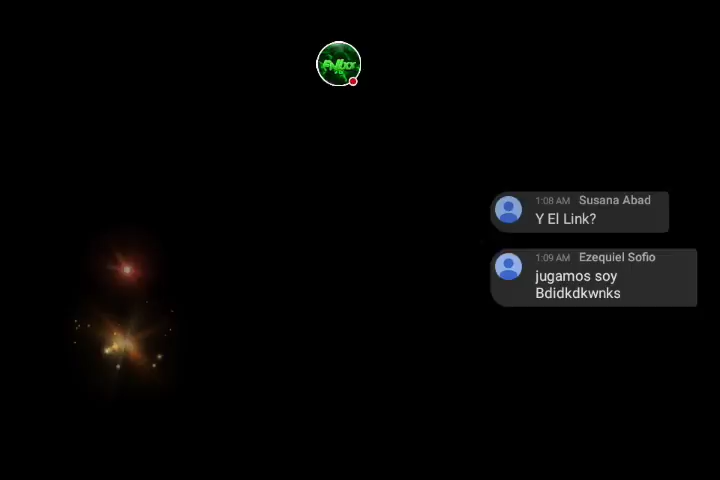 1:08 AM Susana Abad
Y El Link?
1:09 AM Ezequiel Sofio
jugamos soy
Bdidkdkwnks